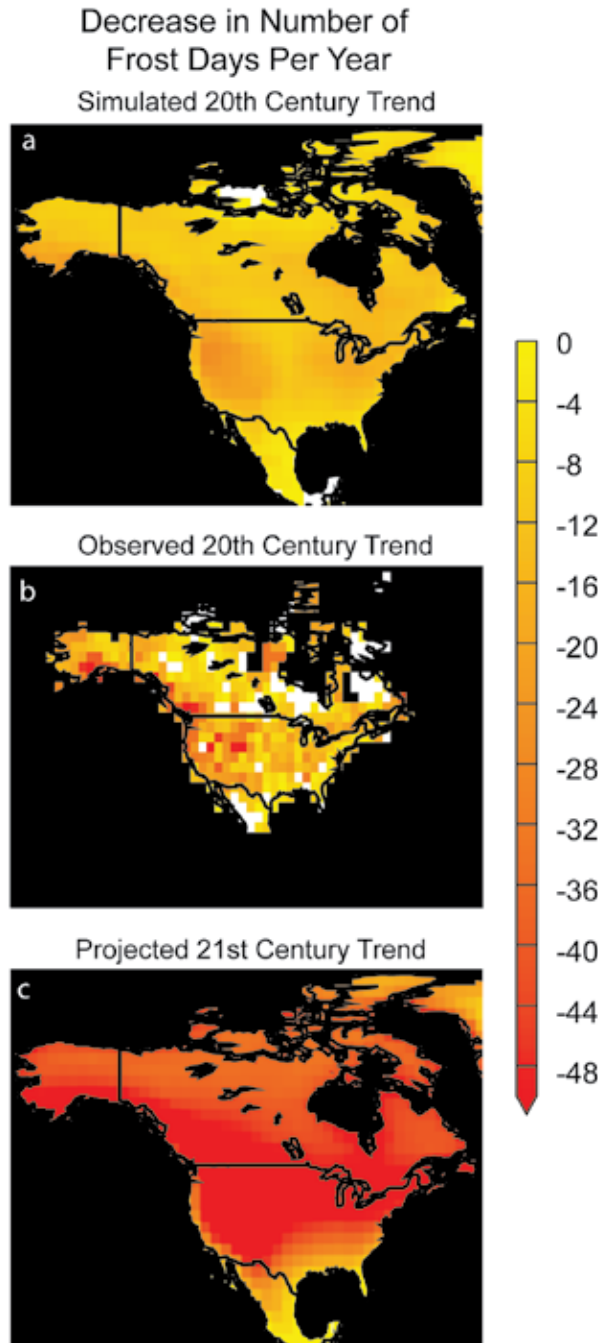 Decrease in Number of
Frost Days Per Year
Simulated 20th Century Trend
a
Observed 20th Century Trend
b
Projected 21st Century Trend
c
0
-4
-8
-12
-16
-20
-24
-28
-32
-36
-40
-44
-48